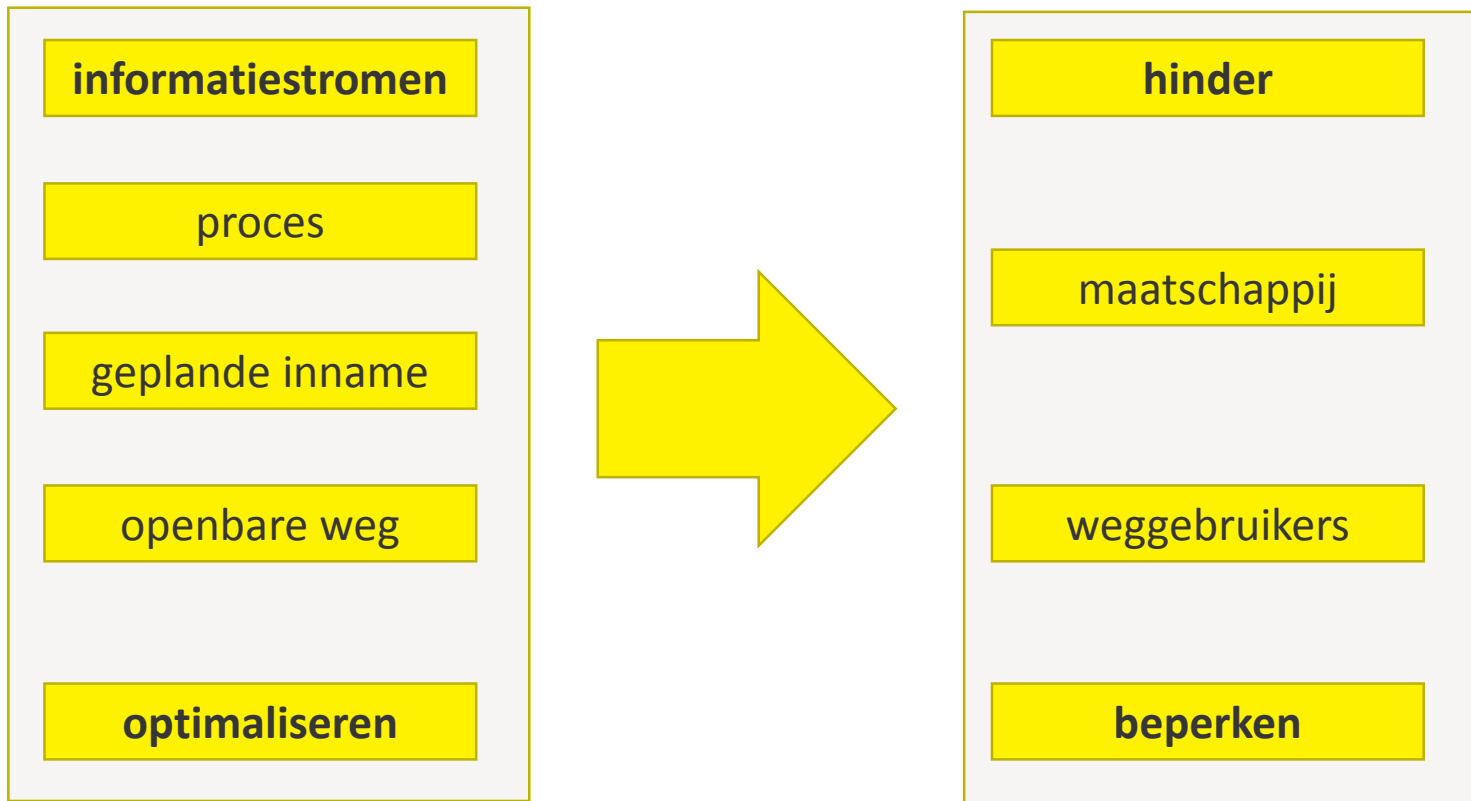 informatiestromen
proces
geplande inname
openbare weg
optimaliseren
hinder
maatschappij
weggebruikers
beperken